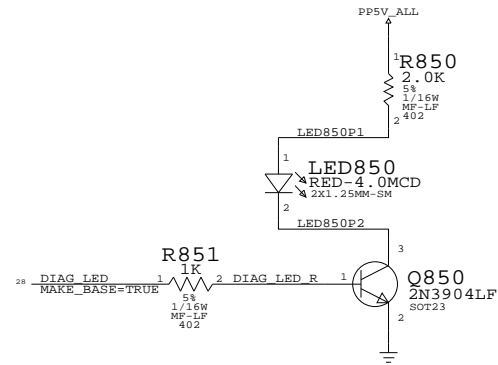 PP5V_ALL
1
R850
2.0K
5%
1/16W
MF-LF
402
2
LED850P1
1
LED850
RED-4.0MCD
2X1.25MM-SM
2
LED850P2
3
R851
1K
28 DIAG_LED 1 2 DIAG_LED_R 1
MAKE_BASE=TRUE
5%
1/16W
MF-LF
402
Q850
2N3904LF
SOT23
2